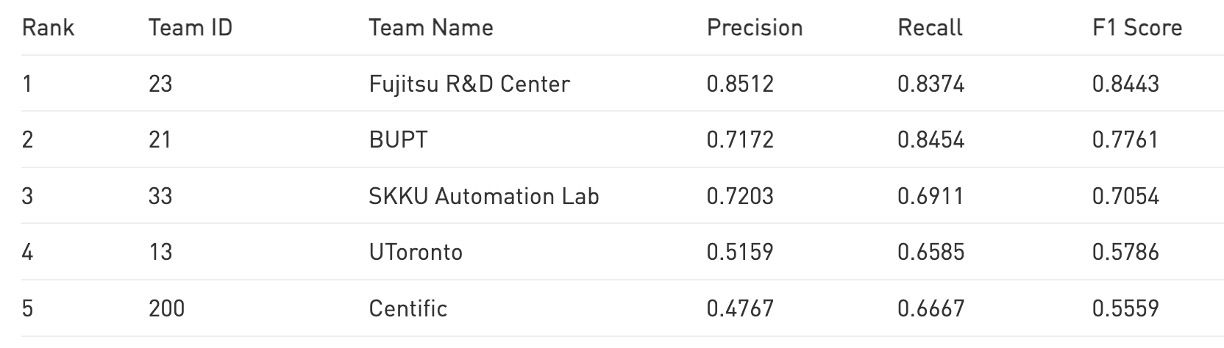 Rank Team ID Team Name Precision Recall F1 Score
1 23 Fujitsu R&D Center 0.8512 0.8374 0.8443
2 21 BUPT 0.7172 0.8454 0.7761
3 33 SKKU Automation Lab 0.7203 0.6911 0.7054
4 13 UToronto 0.5159 0.6585 0.5786
5 200 Centific 0.4767 0.6667 0.5559